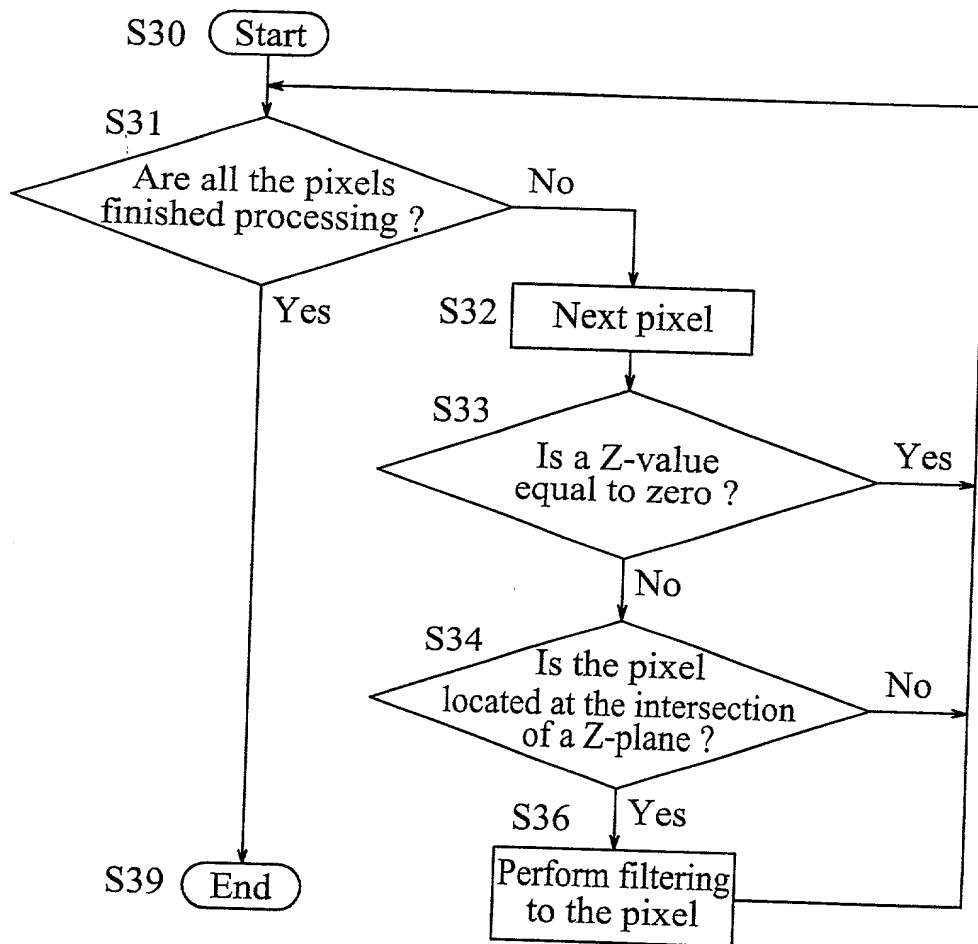 S30
Start
S31
Are all the pixels
finished processing ?
No
Yes
S32
Next pixel
S33
Is a Z-value
equal to zero ?
Yes
No
S34
Is the pixel
located at the intersection
of a Z-plane ?
No
Yes
S36
Perform filtering
to the pixel
S39
End